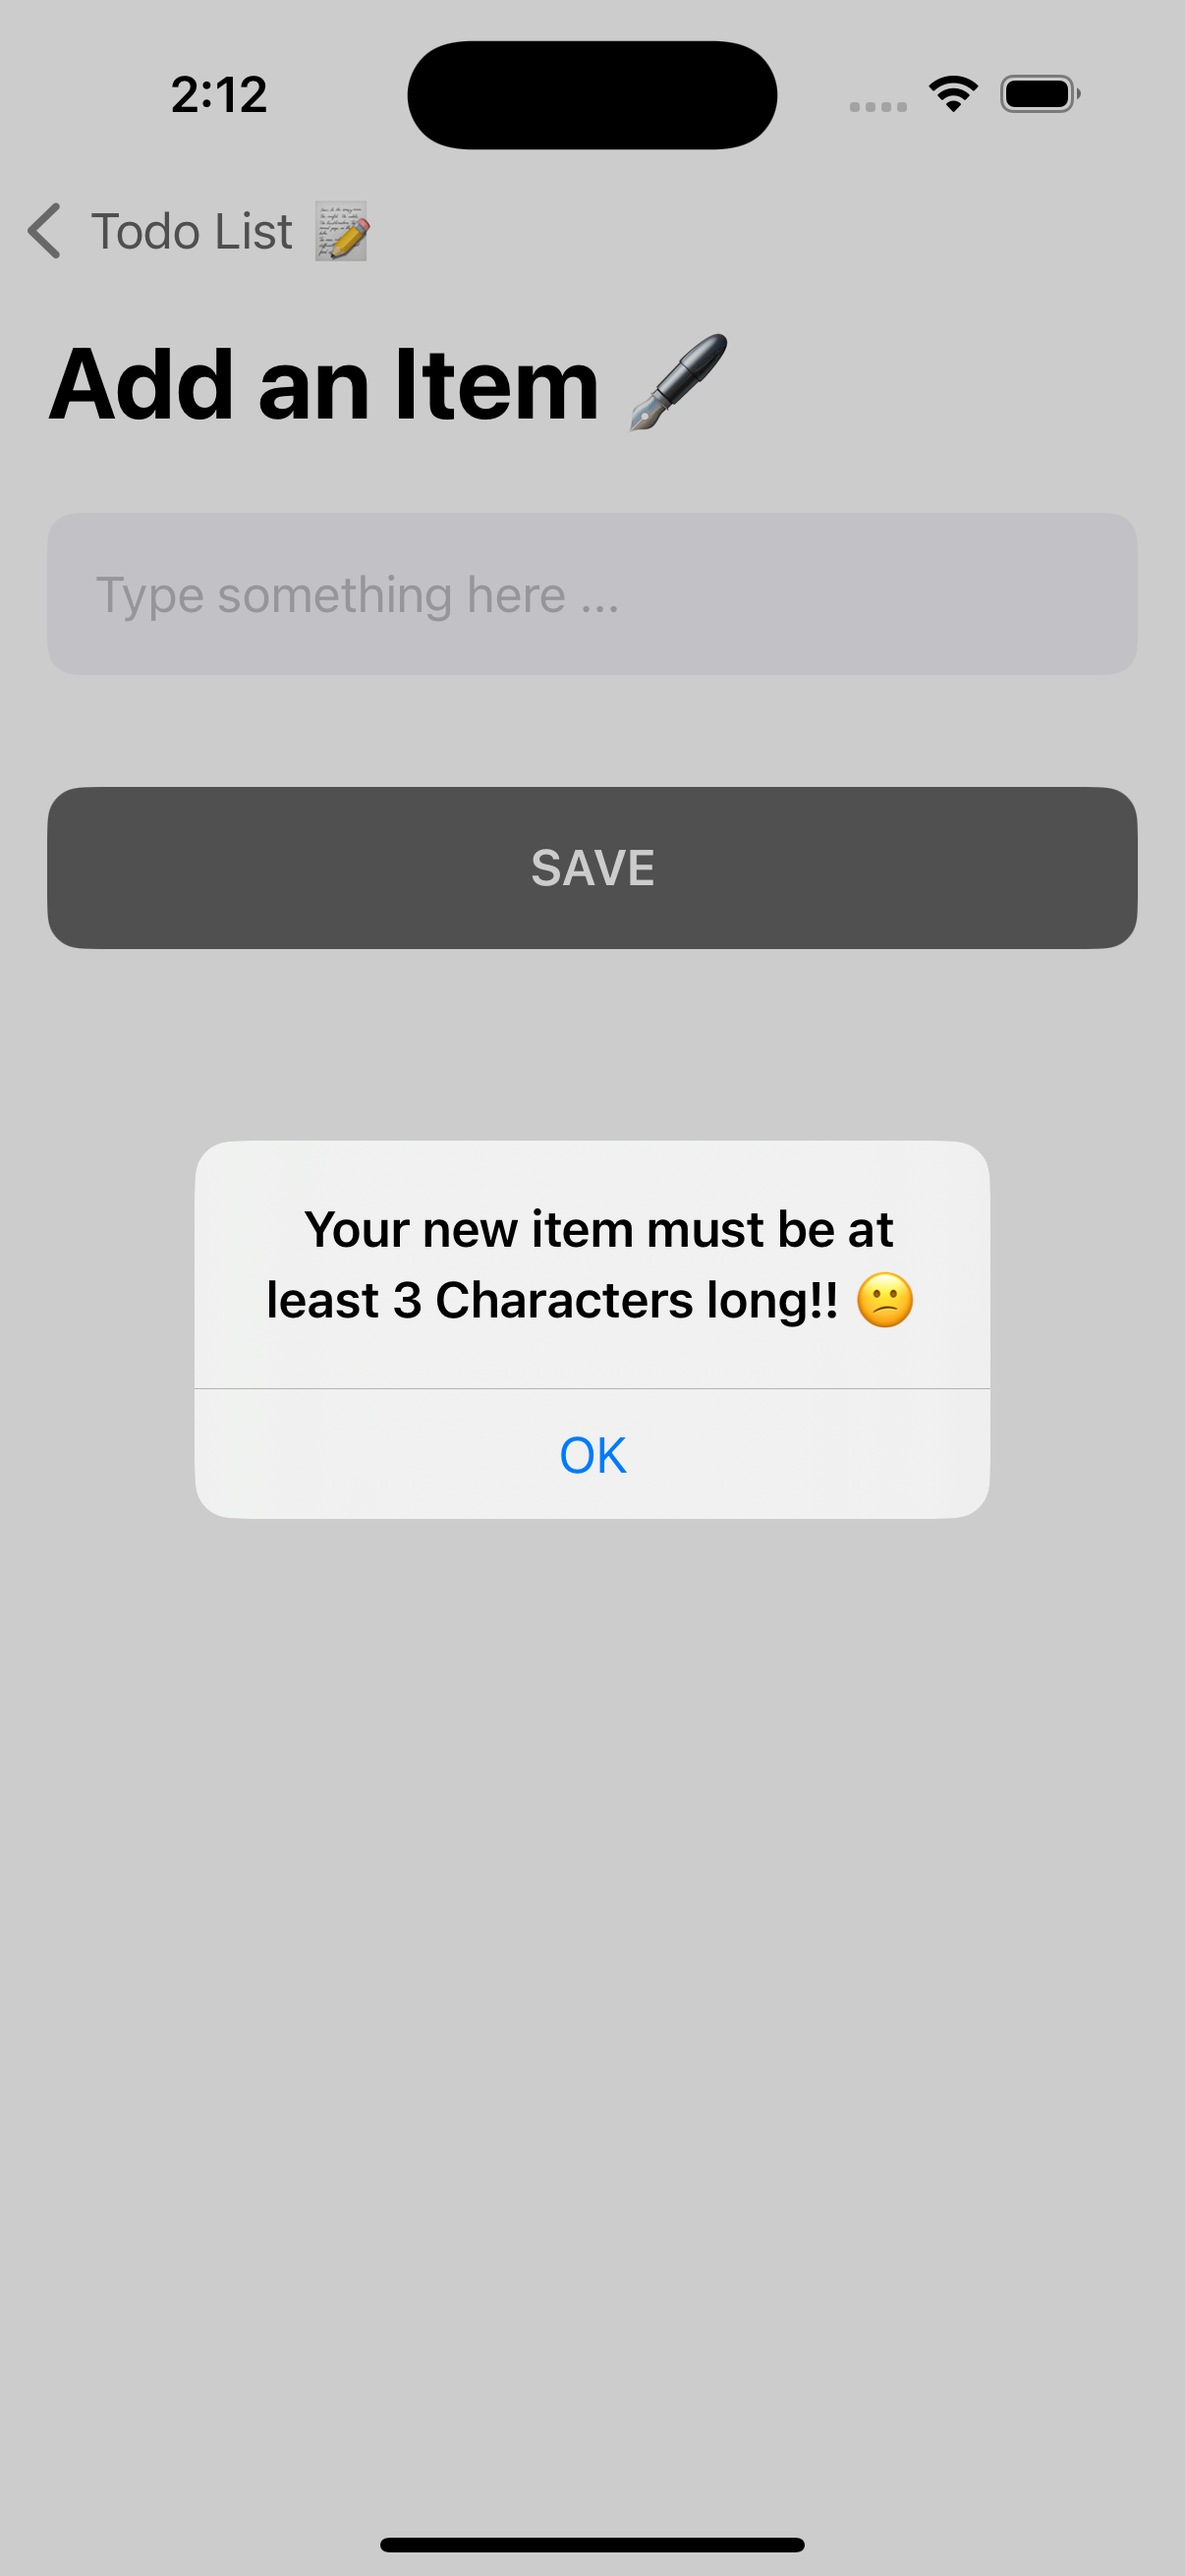 2:12
Todo List 📝
Add an Item 🖋️
Type something here ...
SAVE
Your new item must be at
least 3 Characters long!! 😕
OK